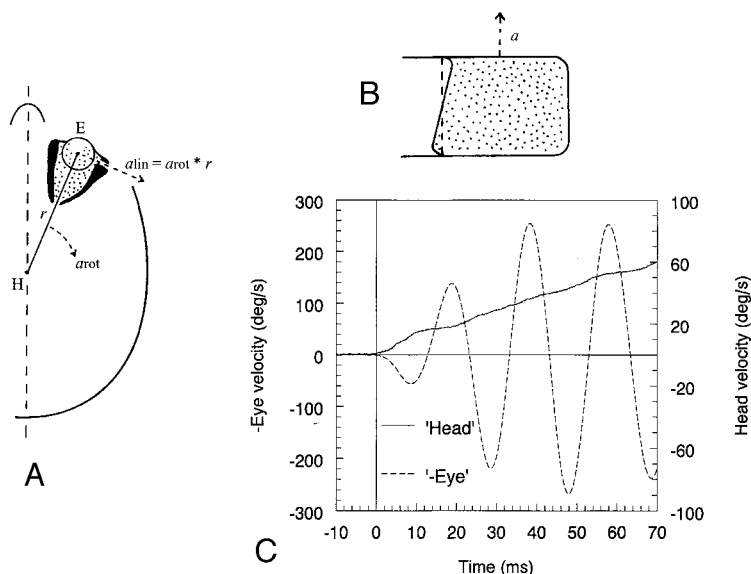 E
alin = arot * r
r
arot
H
A
B
a
C
300
200
100
0
-100
-200
-300
-Eye velocity (deg/s)
100
60
20
-20
-60
-100
Head velocity (deg/s)
'Head'
'-Eye'
-10 0 10 20 30 40 50 60 70
Time (ms)